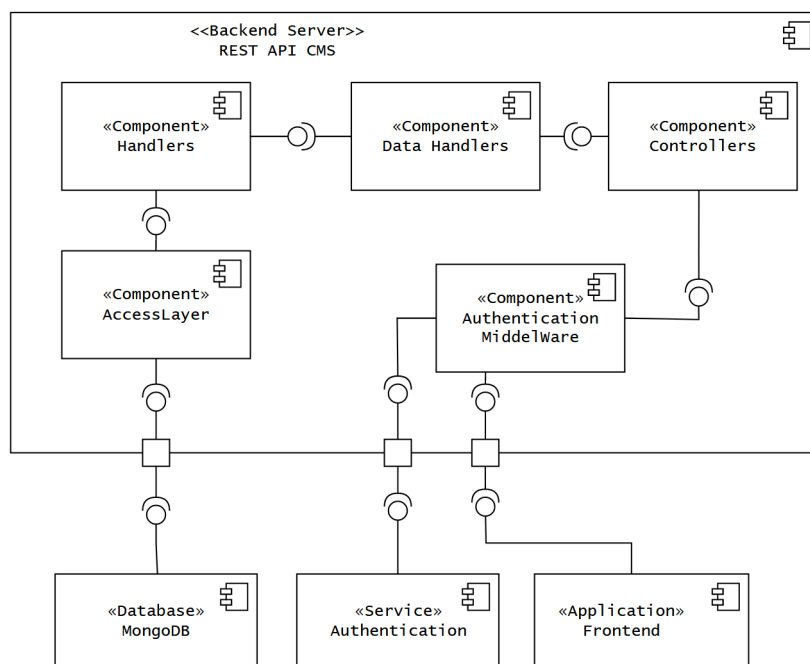 <<Backend Server>>
REST API CMS
«Component»
Handlers
«Component»
Data Handlers
«Component»
Controllers
«Component»
AccessLayer
«Component»
Authentication
MiddelWare
«Database»
MongoDB
«Service»
Authentication
«Application»
Frontend